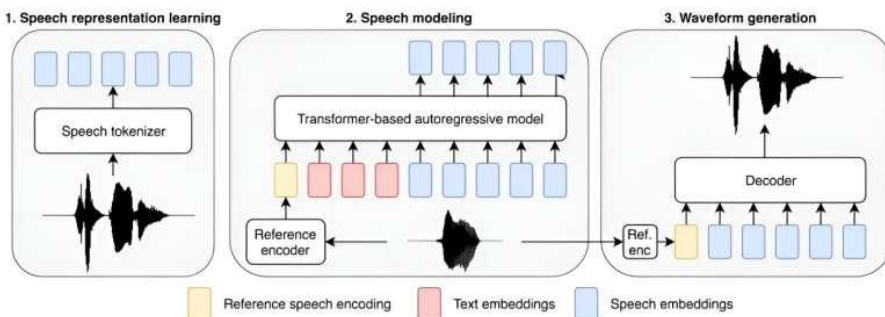 1. Speech representation learning
2. Speech modeling
3. Waveform generation
Speech tokenizer
Transformer-based autoregressive model
Reference
encoder
Ref.
enc
Decoder
Reference speech encoding
Text embeddings
Speech embeddings